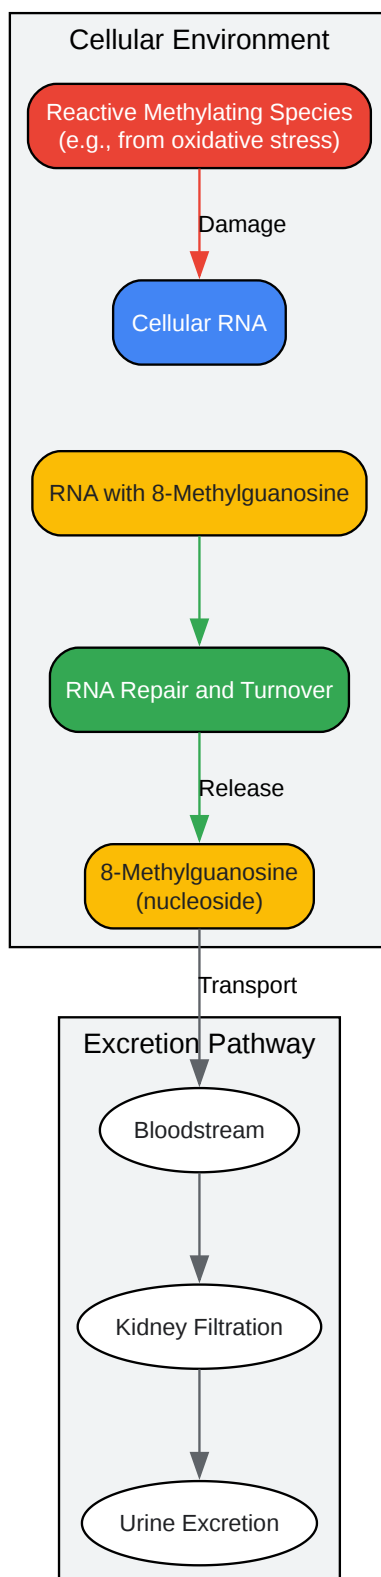 Cellular Environment
Reactive Methylating Species
(e.g., from oxidative stress)
Damage
Cellular RNA
RNA with 8-Methylguanosine
RNA Repair and Turnover
Release
8-Methylguanosine
(nucleoside)
Transport
Excretion Pathway
Bloodstream
Kidney Filtration
Urine Excretion